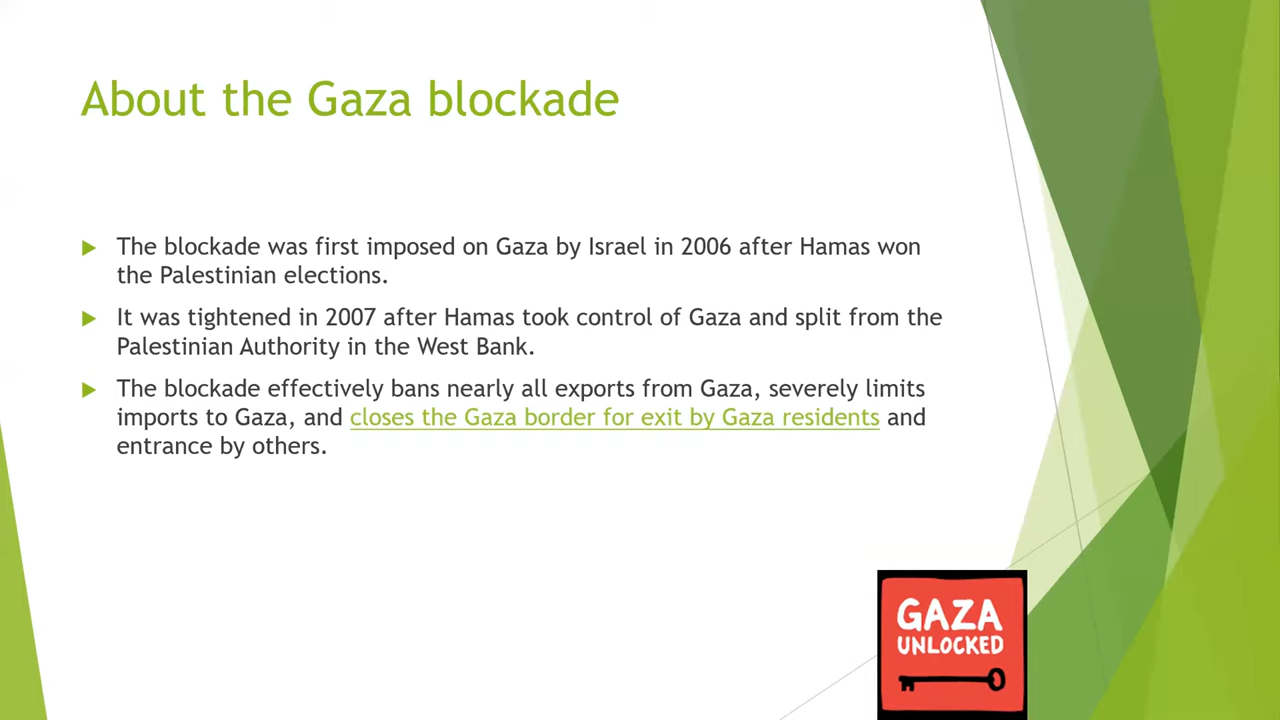 About the Gaza blockade
The blockade was first imposed on Gaza by Israel in 2006 after Hamas won
the Palestinian elections.
It was tightened in 2007 after Hamas took control of Gaza and split from the
Palestinian Authority in the West Bank.
The blockade effectively bans nearly all exports from Gaza, severely limits
imports to Gaza, and closes the Gaza border for exit by Gaza residents and
entrance by others.
GAZA
UNLOCKED